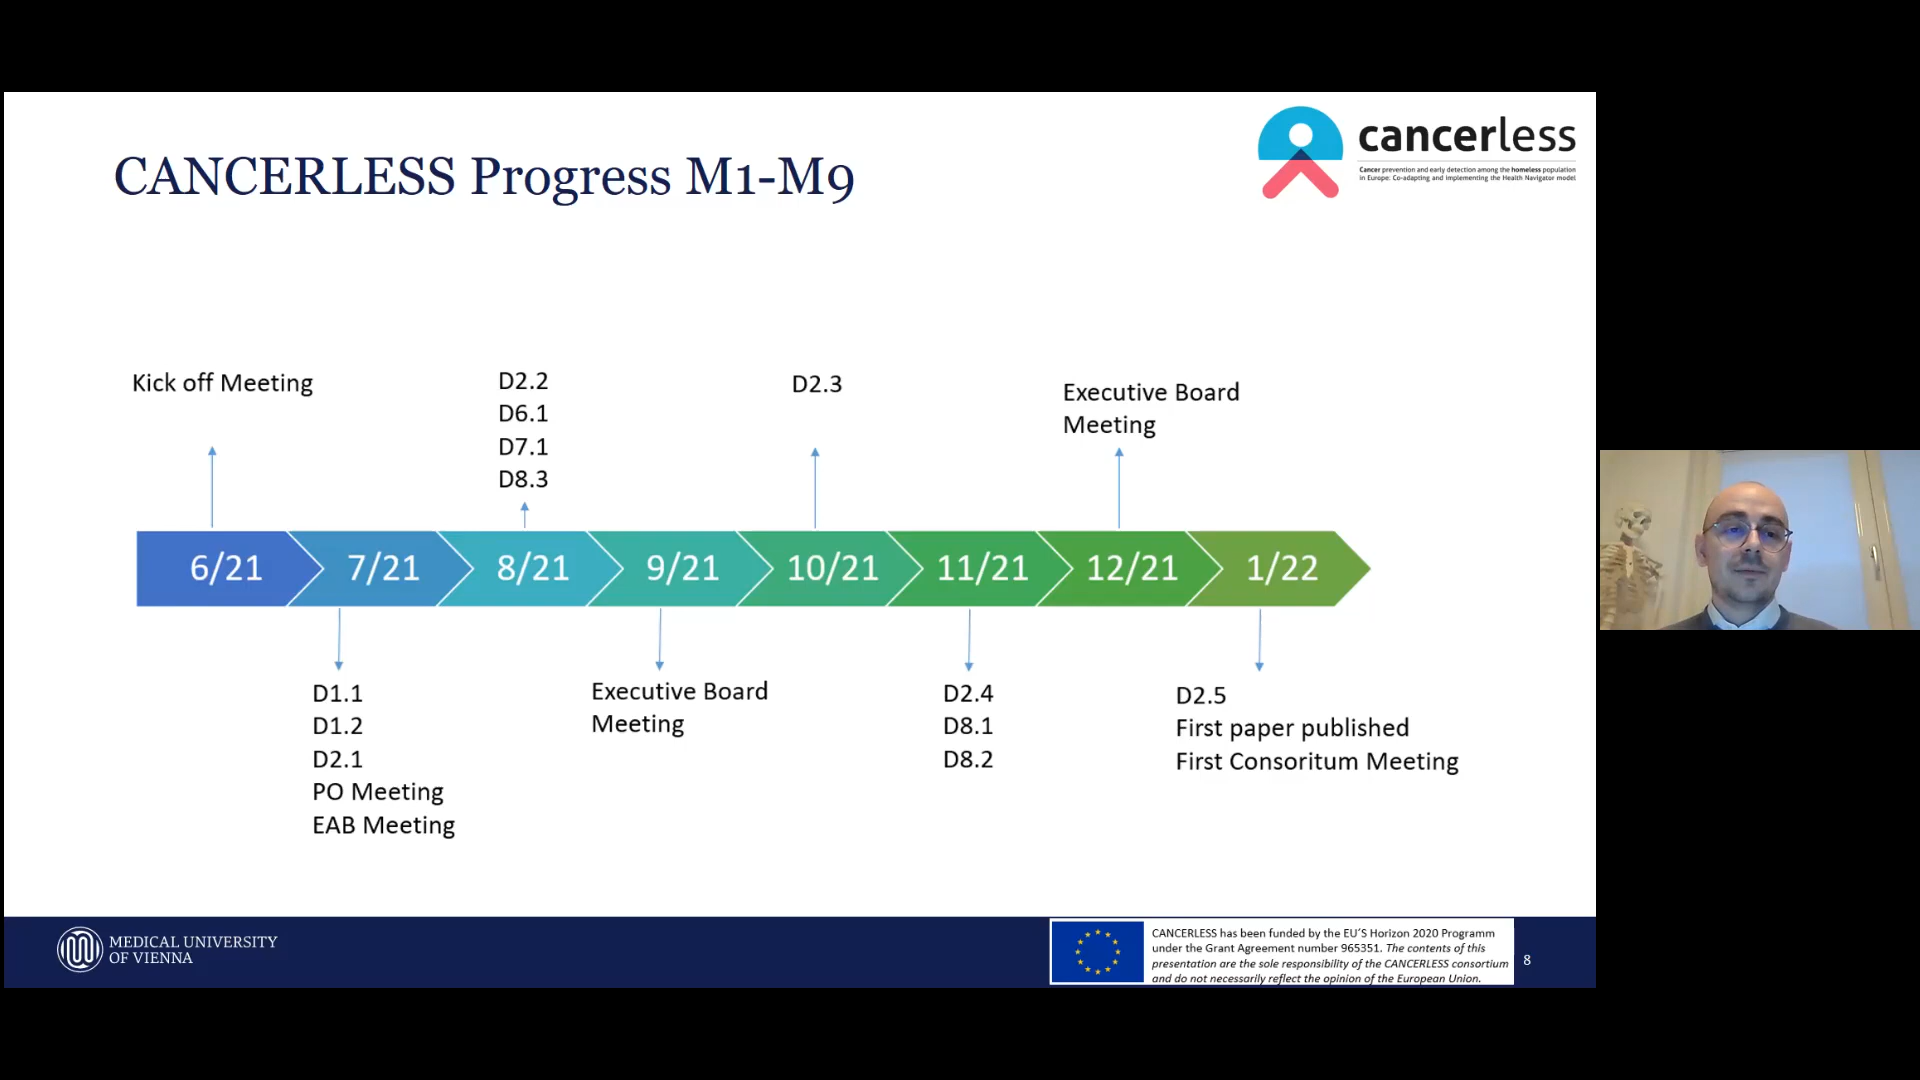 CANCERLESS Progress M1-M9
cancerless
Cancer prevention and early detection among the homeless population
in Europe: Co-adapting and Implementing the Health Navigator model
Kick off Meeting
D2.2
D6.1
D7.1
D8.3
D2.3
Executive Board
Meeting
6/21
7/21
8/21
9/21
10/21
11/21
12/21
1/22
D1.1
D1.2
D2.1
PO Meeting
EAB Meeting
Executive Board
Meeting
D2.4
D8.1
D8.2
D2.5
First paper published
First Consoritum Meeting
MEDICAL UNIVERSITY
OF VIENNA
CANCERLESS has been funded by the EU’S Horizon 2020 Programm
under the Grant Agreement number 965351. The contents of this
presentation are the sole responsibility of the CANCERLESS consortium
and do not necessarily reflect the opinion of the European Union.
8